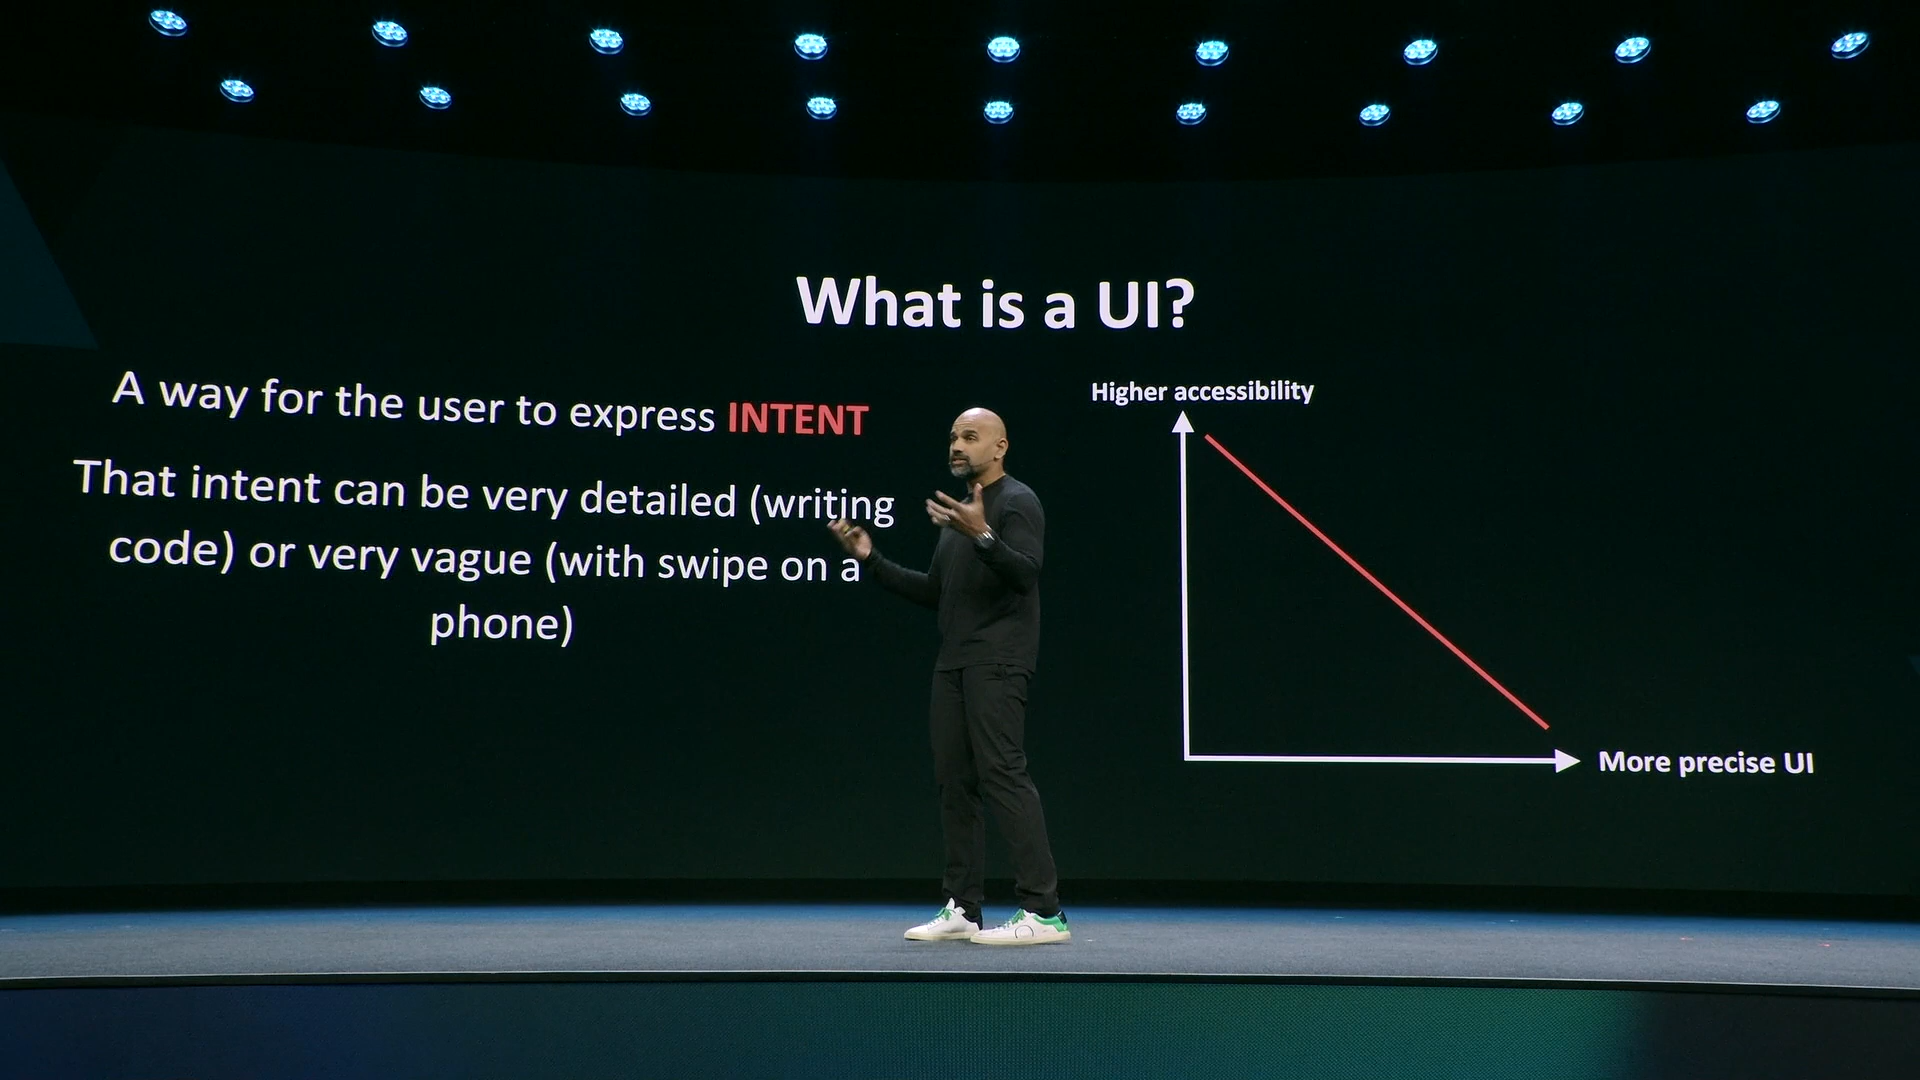 What is a UI?
A way for the user to express INTENT
That intent can be very detailed (writing
code) or very vague (with swipe on a
phone)
Higher accessibility
More precise UI